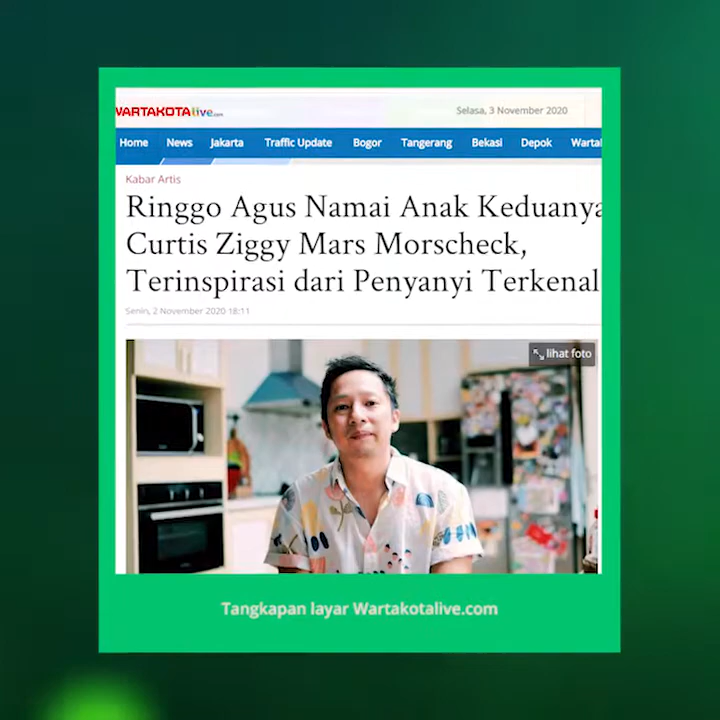 WARTAKOTAlive.com
Selasa, 3 November 2020
Home News Jakarta Traffic Update Bogor Tangerang Bekasi Depok Wartak
Kabar Artis
Ringgo Agus Namai Anak Keduanya
Curtis Ziggy Mars Morscheck,
Terinspirasi dari Penyanyi Terkenal
Senin, 2 November 2020 18:11
lihat foto
Tangkapan layar Wartakotalive.com